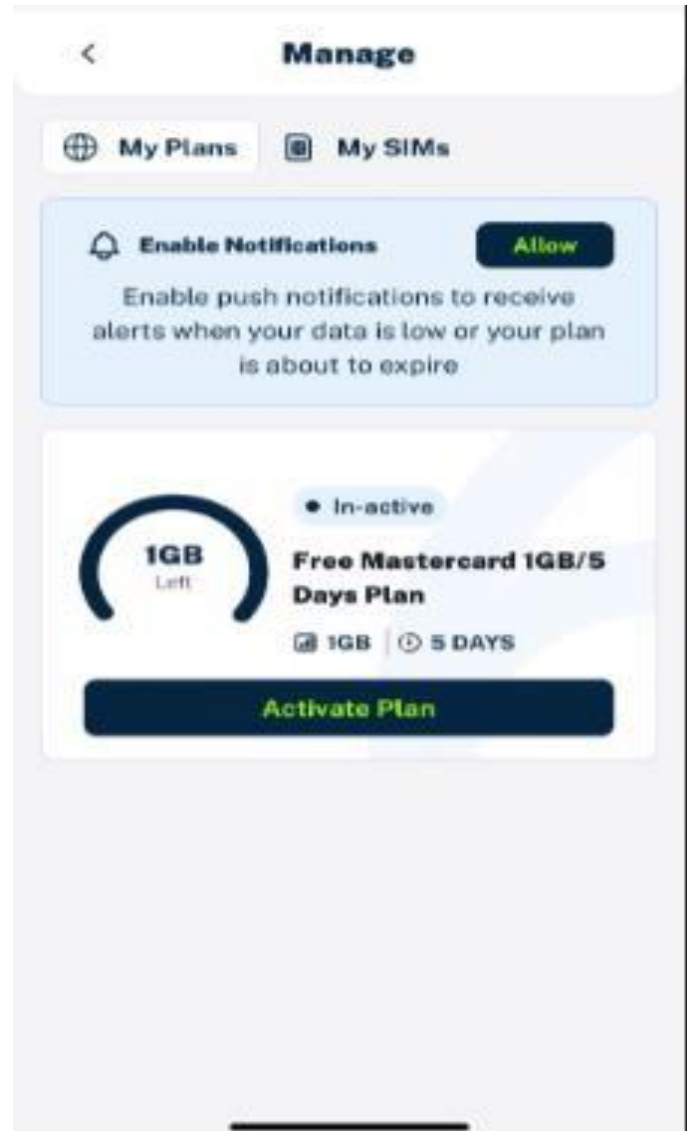 Manage
My Plans
My SIMs
Enable Notifications
Allow
Enable push notifications to receive
alerts when your data is low or your plan
is about to expire
In-active
1GB
Left
Free Mastercard 1GB/5
Days Plan
1GB
5 DAYS
Activate Plan